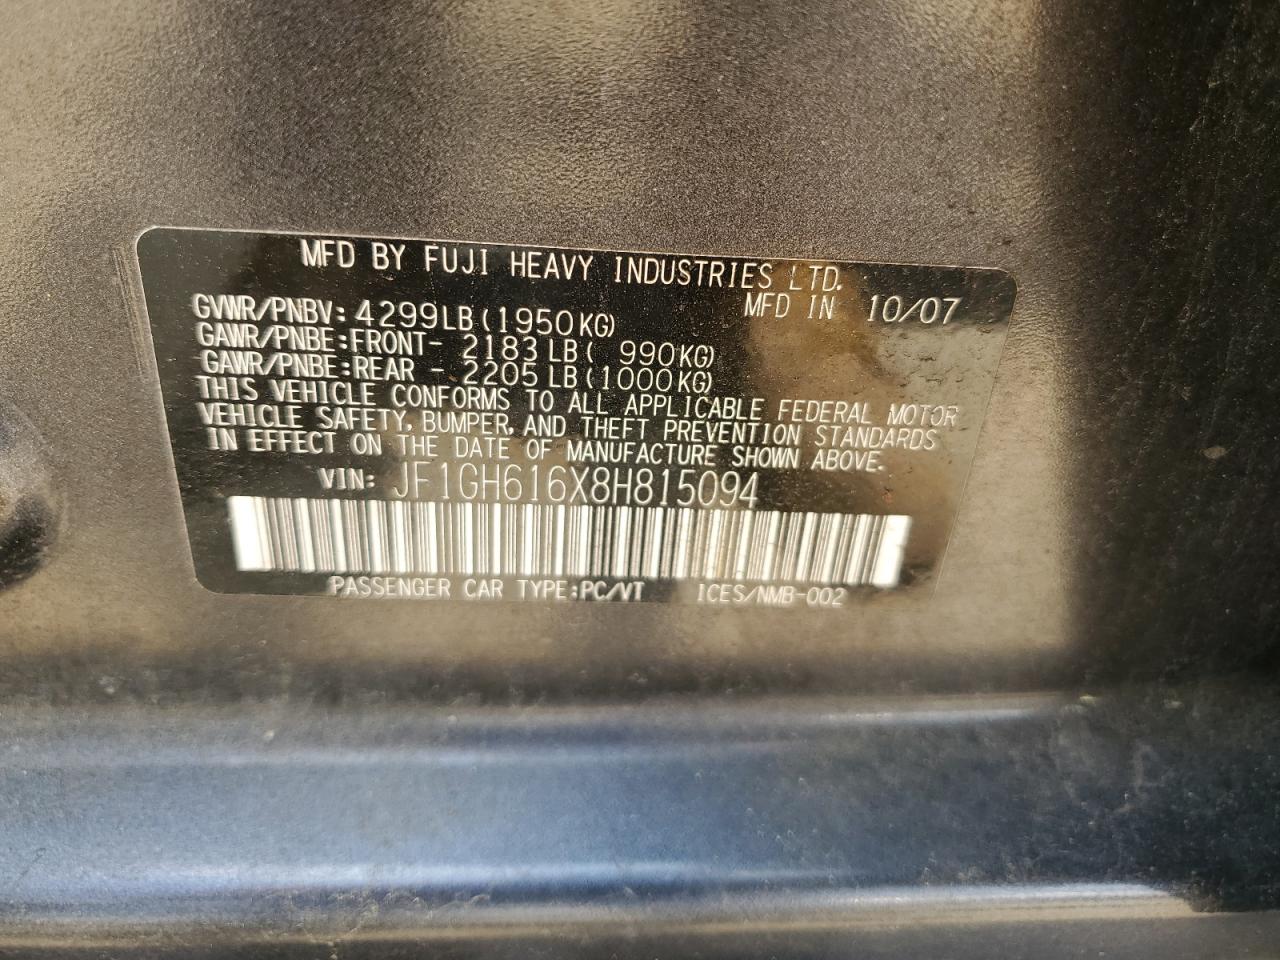 MFD BY FUJI HEAVY INDUSTRIES LTD.
MFD IN 10/07
GVWR/PNBV: 4299LB(1950KG)
GAWR/PNBE:FRONT- 2183LB( 990KG)
GAWR/PNBE:REAR - 2205LB(1000KG)
THIS VEHICLE CONFORMS TO ALL APPLICABLE FEDERAL MOTOR
VEHICLE SAFETY, BUMPER, AND THEFT PREVENTION STANDARDS
IN EFFECT ON THE DATE OF MANUFACTURE SHOWN ABOVE.
VIN: JF1GH616X8H815094
PASSENGER CAR TYPE:PC/VT ICES/NMB-002